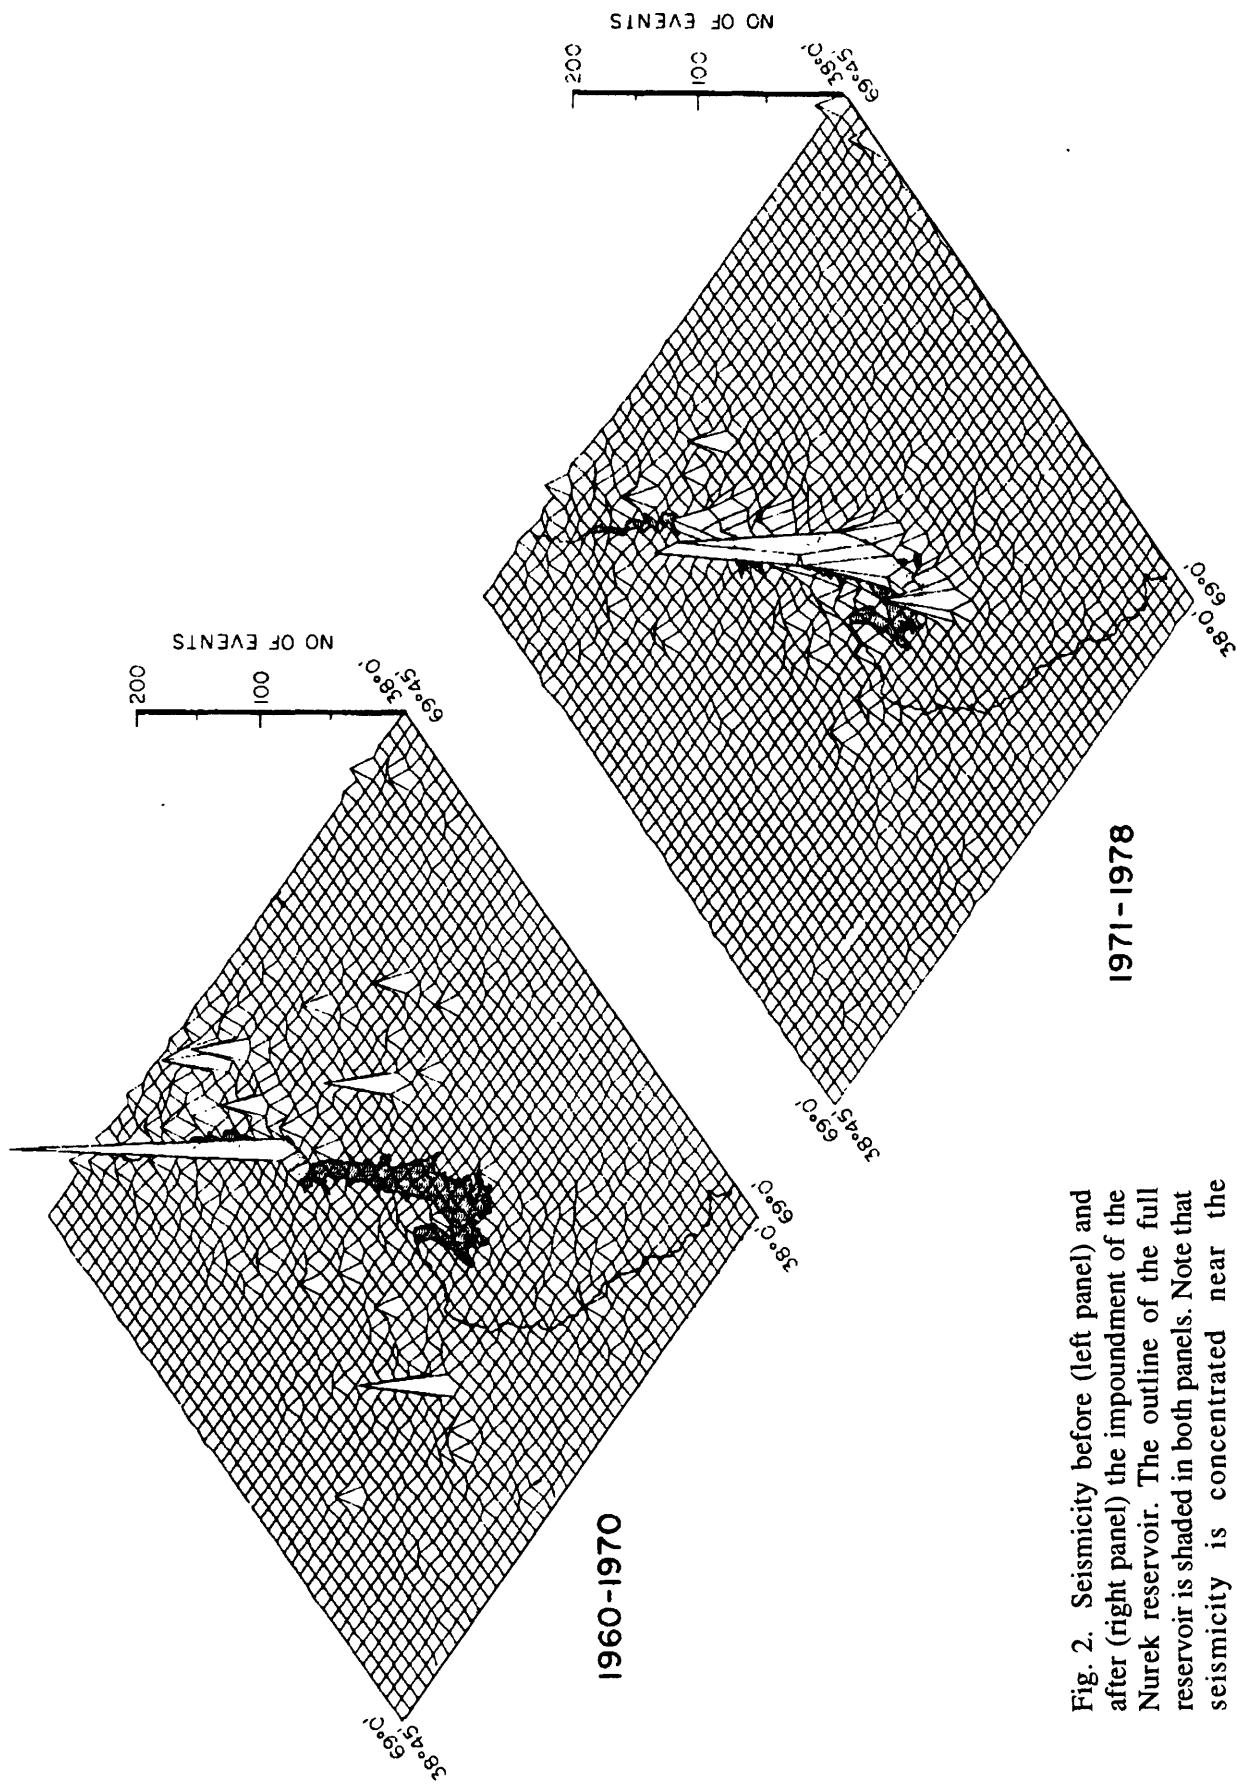 NO OF EVENTS
200
100
38°0'
69°45'
69°0'
38°45'
38°0'
69°0'
1960-1970
NO OF EVENTS
200
100
38°0'
69°45'
69°0'
38°45'
38°0'
69°0'
1971-1978
Fig. 2. Seismicity before (left panel) and
after (right panel) the impoundment of the
Nurek reservoir. The outline of the full
reservoir is shaded in both panels. Note that
seismicity is concentrated near the